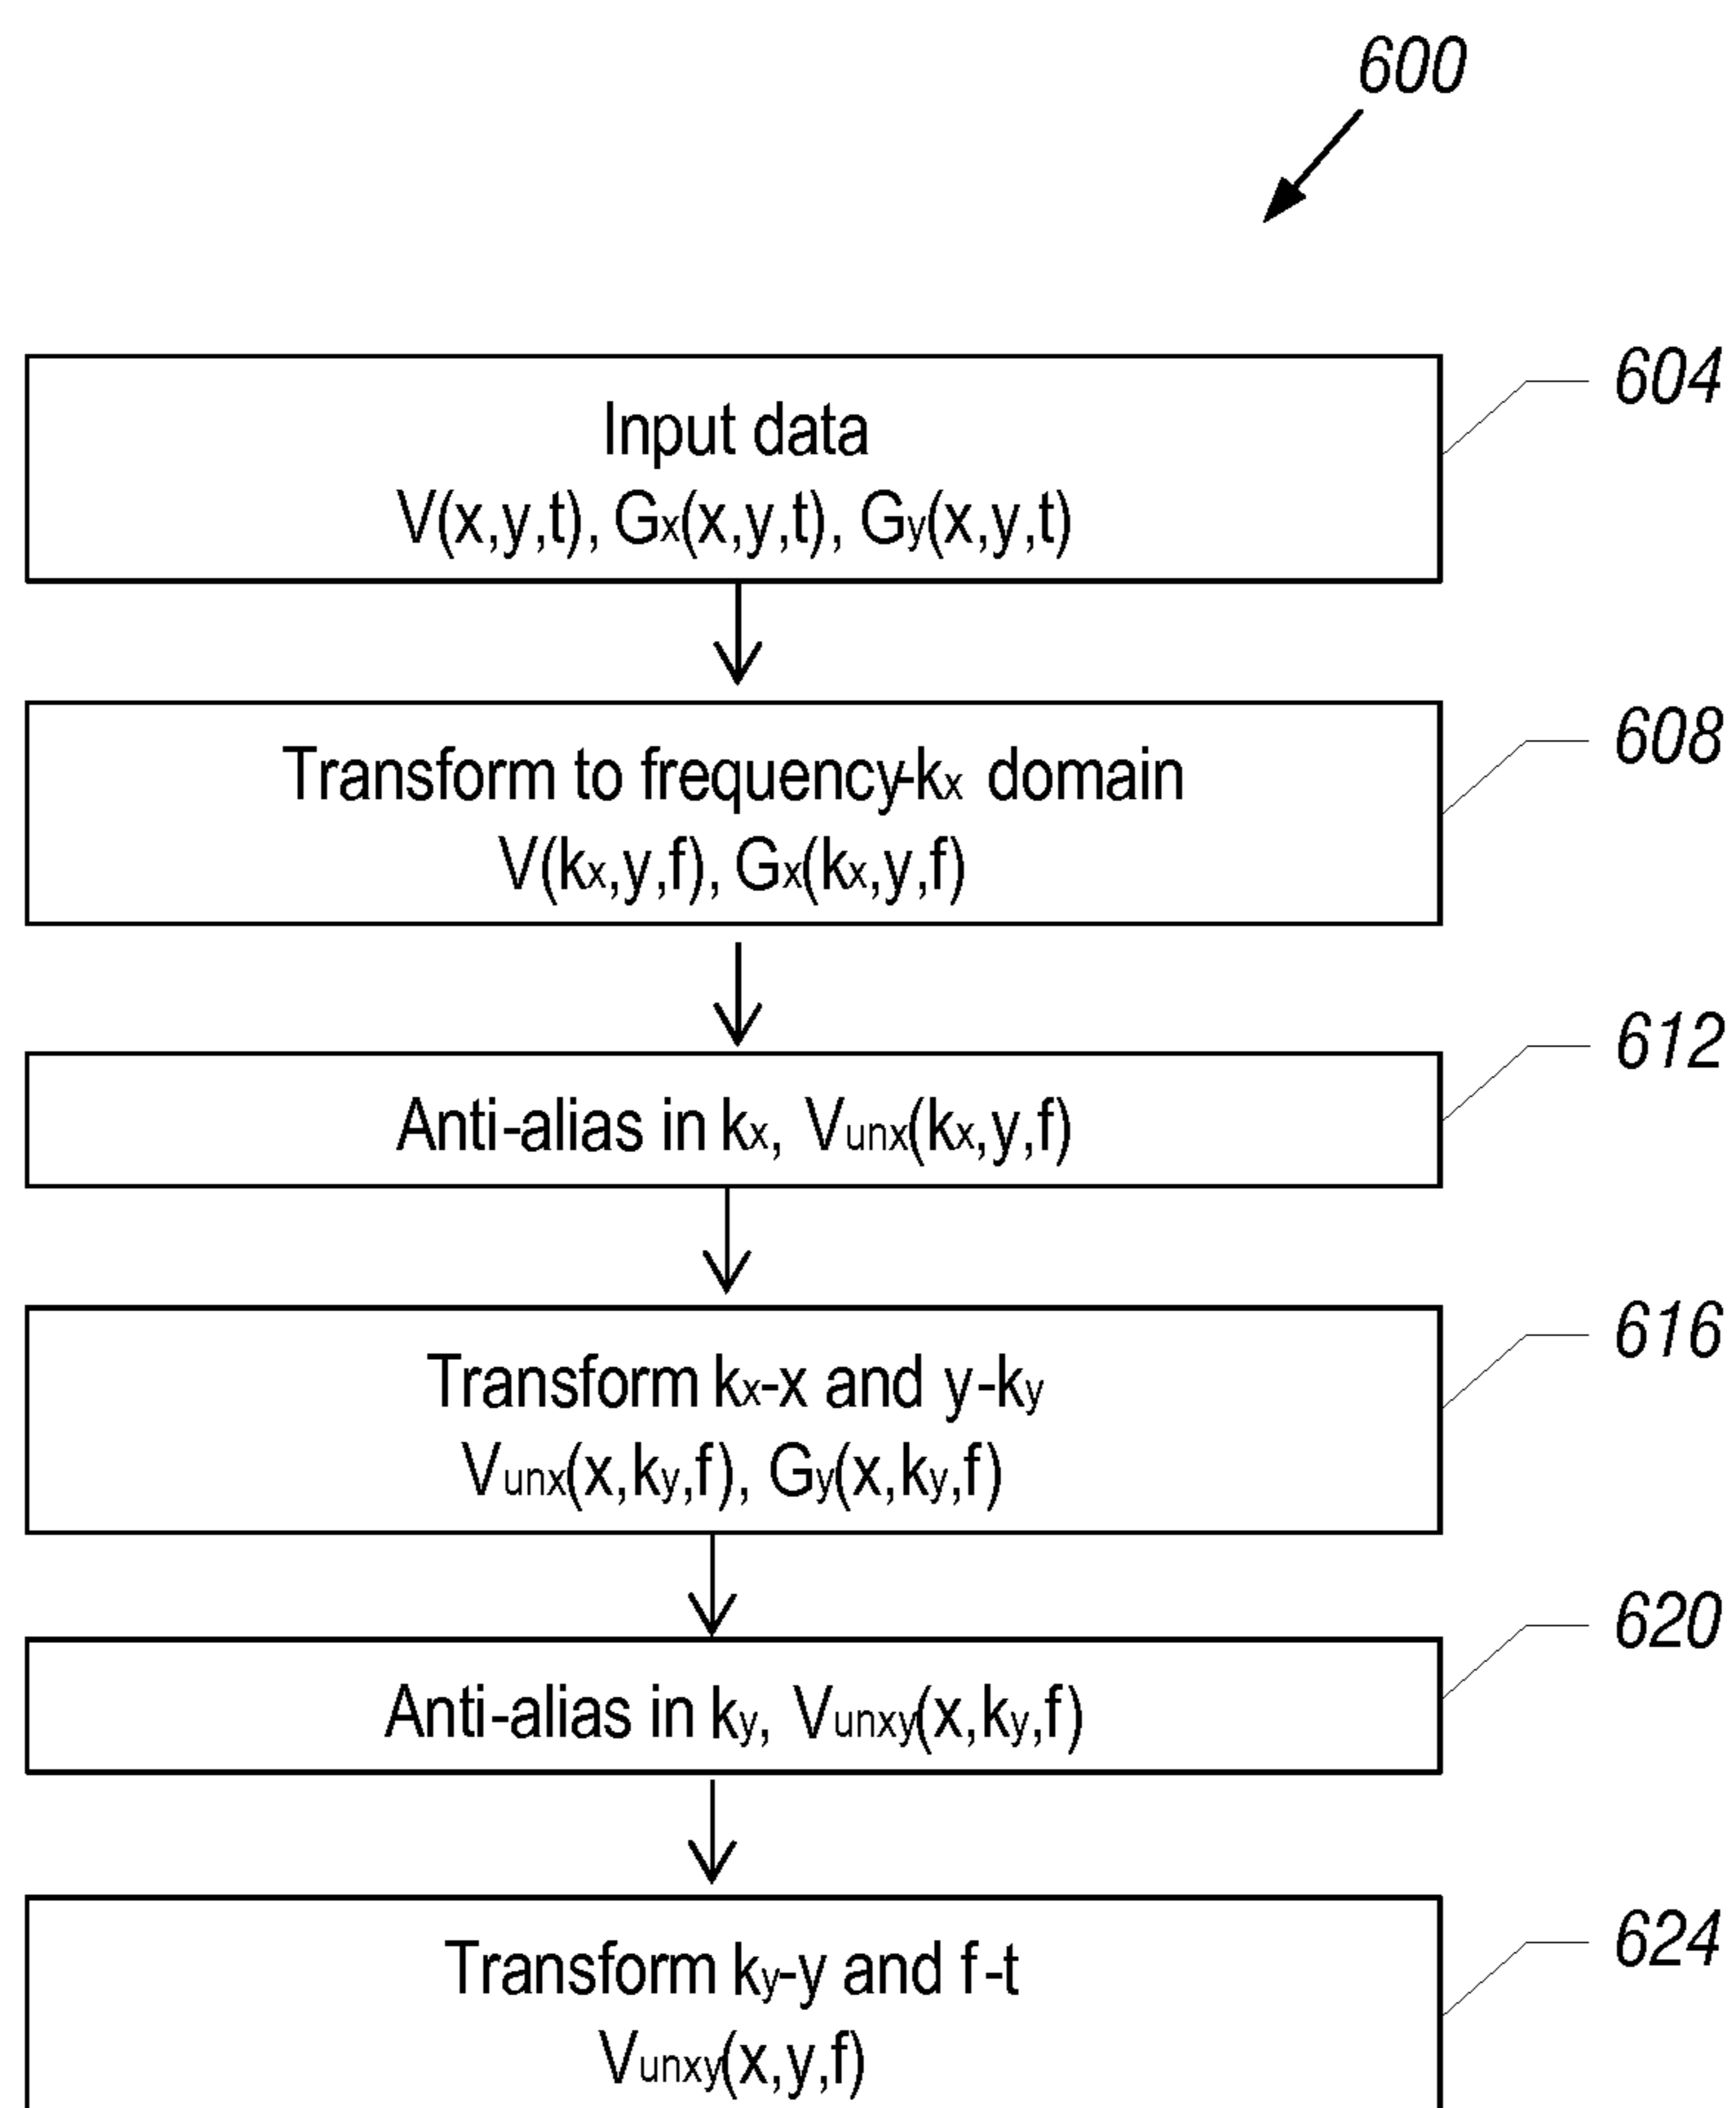 600
604
Input data
V(x,y,t), Gx(x,y,t), Gy(x,y,t)
608
Transform to frequency-kx domain
V(kx,y,f), Gx(kx,y,f)
612
Anti-alias in kx, Vunx(kx,y,f)
616
Transform kx-x and y-ky
Vunx(x,ky,f), Gy(x,ky,f)
620
Anti-alias in ky, Vunxy(x,ky,f)
624
Transform ky-y and f-t
Vunxy(x,y,f)